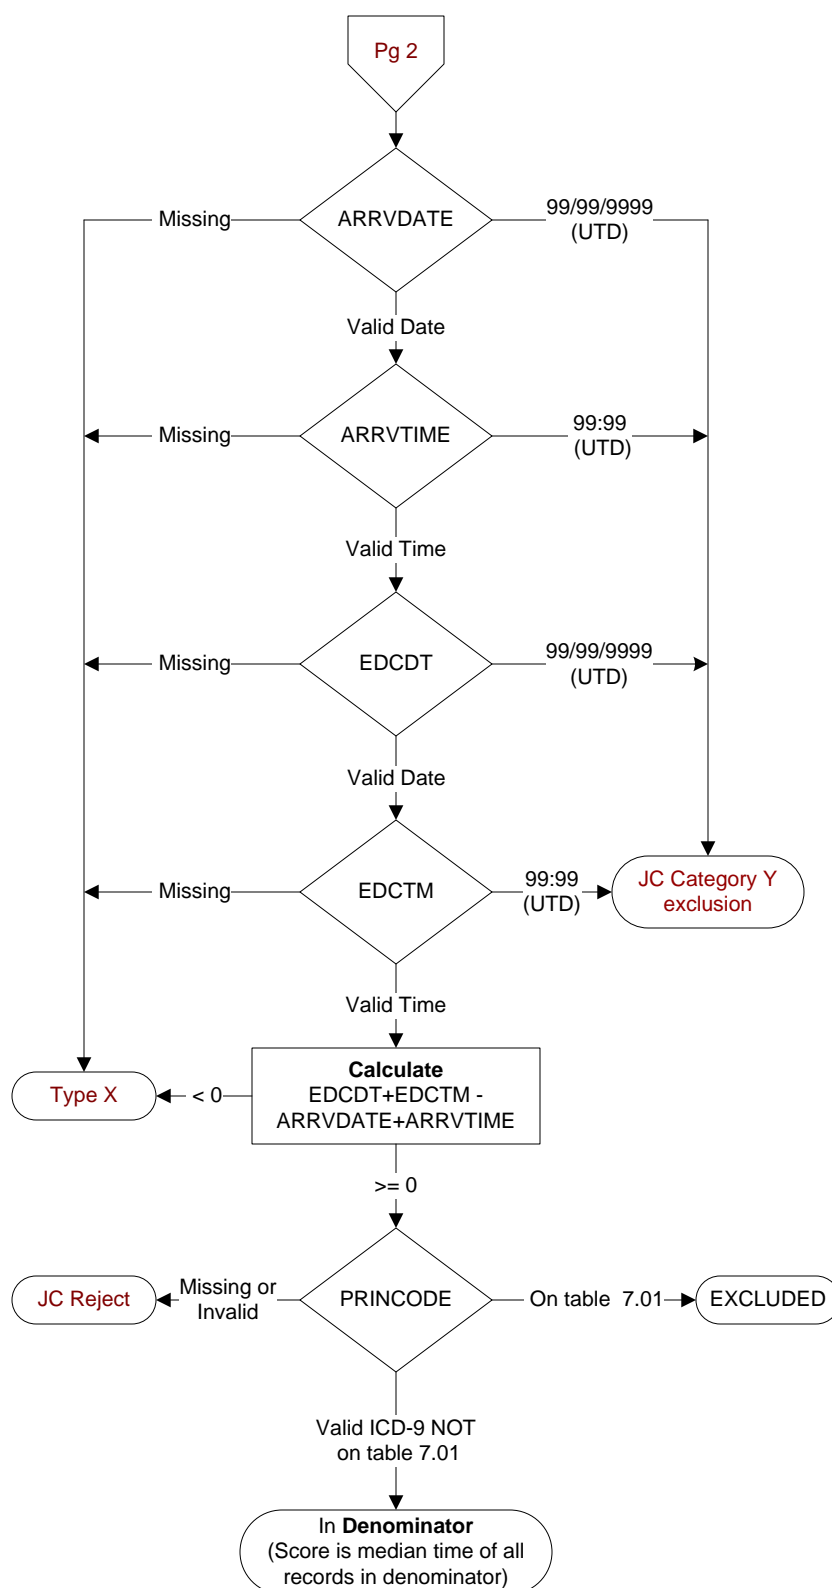 Pg 2
Missing
ARRVDATE
99/99/9999
(UTD)
Valid Date
Missing
ARRVTIME
99:99
(UTD)
Valid Time
Missing
EDCDT
99/99/9999
(UTD)
Valid Date
Missing
EDCTM
99:99
(UTD)
JC Category Y
exclusion
Valid Time
Type X
< 0
Calculate
EDCDT+EDCTM -
ARRVDATE+ARRVTIME
>= 0
JC Reject
Missing or
Invalid
PRINCODE
On table 7.01
EXCLUDED
Valid ICD-9 NOT
on table 7.01
In Denominator
(Score is median time of all
records in denominator)